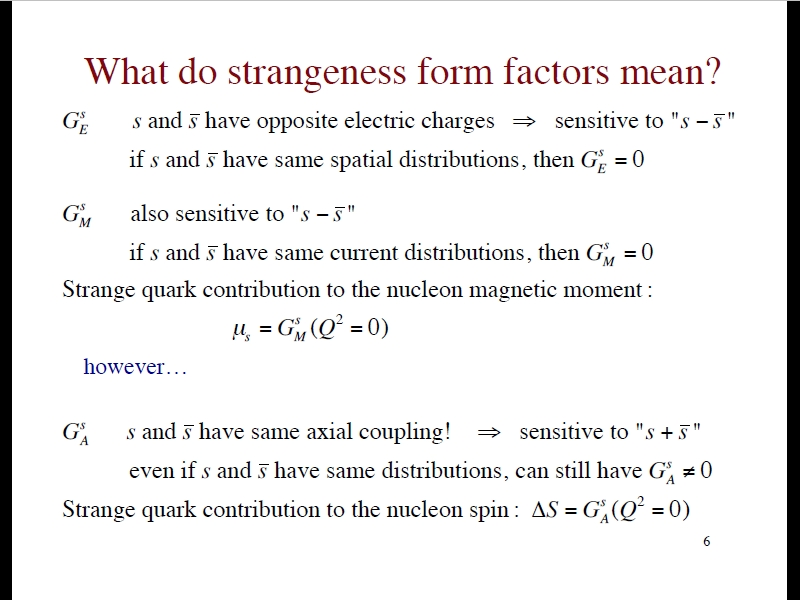 What do strangeness form factors mean?
G_E^s s and s̄ have opposite electric charges ⇒ sensitive to "s − s̄"
if s and s̄ have same spatial distributions, then G_E^s = 0
G_M^s also sensitive to "s − s̄"
if s and s̄ have same current distributions, then G_M^s = 0
Strange quark contribution to the nucleon magnetic moment:
μ_s = G_M^s (Q² = 0)
however…
G_A^s s and s̄ have same axial coupling! ⇒ sensitive to "s + s̄"
even if s and s̄ have same distributions, can still have G_A^s ≠ 0
Strange quark contribution to the nucleon spin: ΔS = G_A^s (Q² = 0)
6